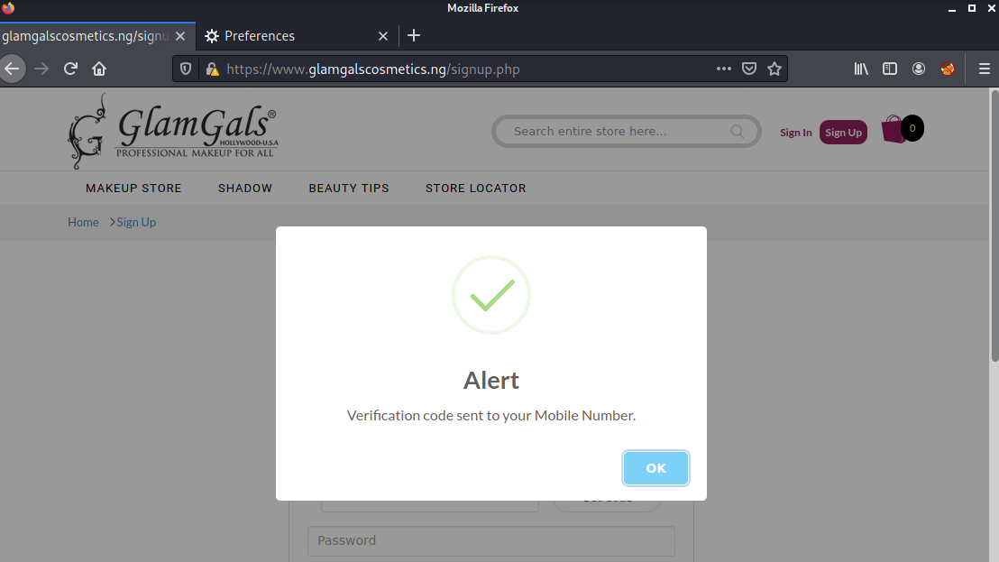 Mozilla Firefox
glamgalscosmetics.ng/signu
Preferences
https://www.glamgalscosmetics.ng/signup.php
GlamGals®
HOLLYWOOD-U.S.A
PROFESSIONAL MAKEUP FOR ALL
Search entire store here...
Sign In
Sign Up
0
MAKEUP STORE
SHADOW
BEAUTY TIPS
STORE LOCATOR
Home
Sign Up
Alert
Verification code sent to your Mobile Number.
OK
Password